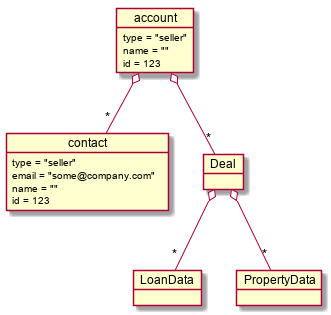 account
type = "seller"
name = ""
id = 123
*
*
contact
type = "seller"
email = "some@company.com"
name = ""
id = 123
Deal
*
*
LoanData
PropertyData